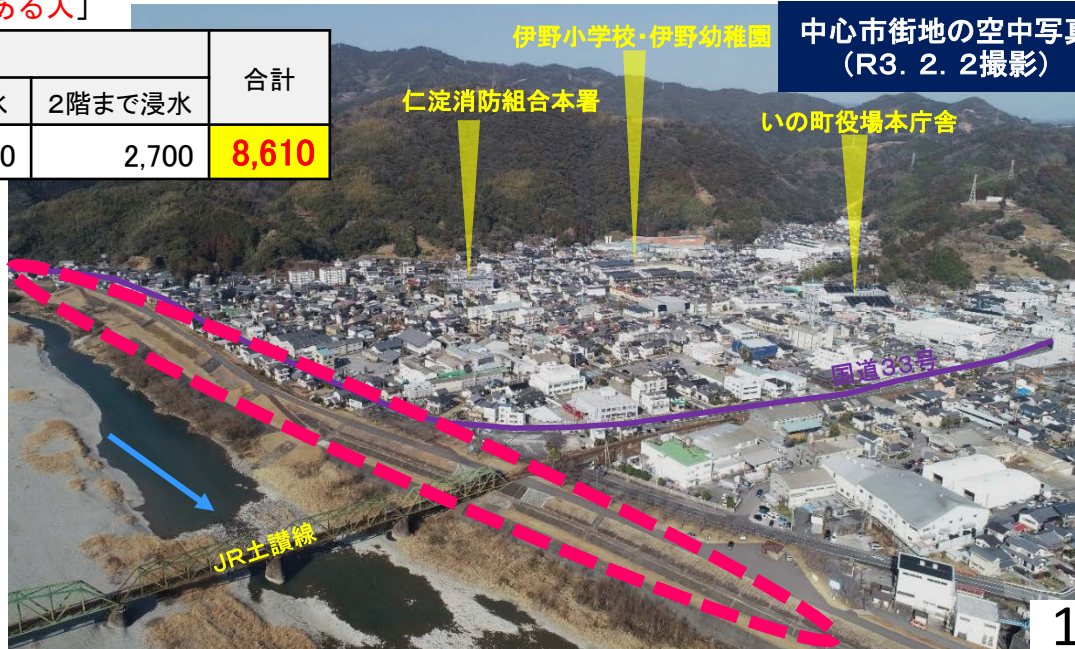 ある人」
合計
水
2階まで浸水
0
2,700
8,610
中心市街地の空中写真
(R3.2.2撮影)
伊野小学校・伊野幼稚園
仁淀消防組合本署
いの町役場本庁舎
国道33号
JR土讃線
1